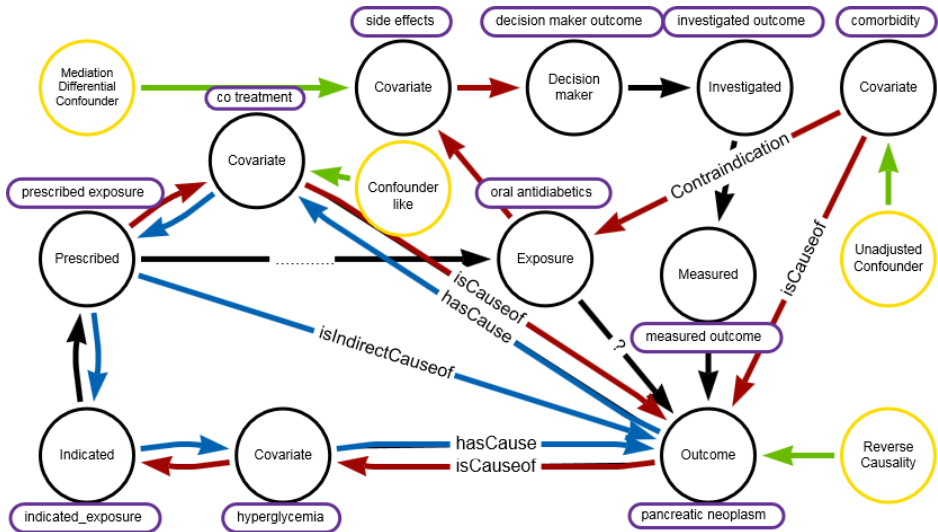 side effects
decision maker outcome
investigated outcome
comorbidity
Mediation
Differential
Confounder
Covariate
Decision
maker
Investigated
Covariate
co treatment
Covariate
Contraindication
prescribed exposure
Confounder
like
oral antidiabetics
Prescribed
..............
Exposure
Measured
Unadjusted
Confounder
isCauseof
isCauseof
hasCause
isIndirectCauseof
?
measured outcome
Indicated
hasCause
Covariate
isCauseof
Outcome
Reverse
Causality
indicated_exposure
hyperglycemia
pancreatic neoplasm